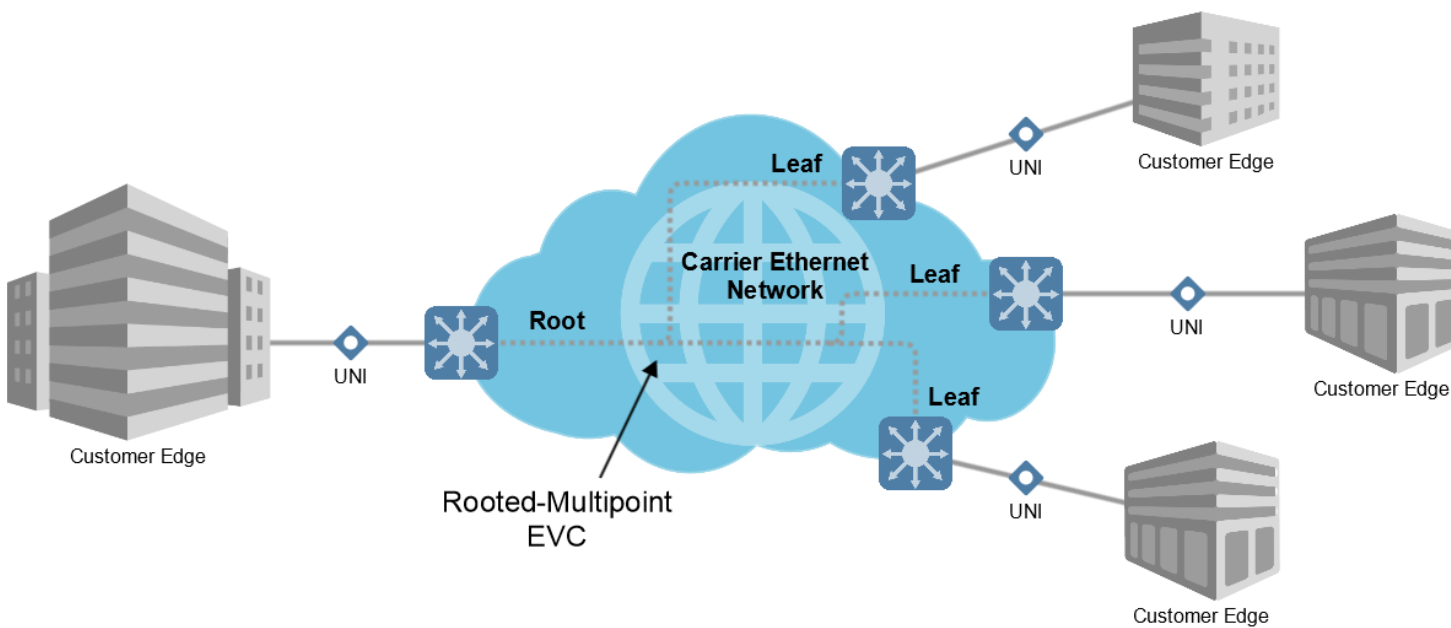 Leaf
UNI
Customer Edge
Carrier Ethernet
Network
Leaf
UNI
Customer Edge
Root
UNI
Customer Edge
Leaf
Rooted-Multipoint
EVC
UNI
Customer Edge